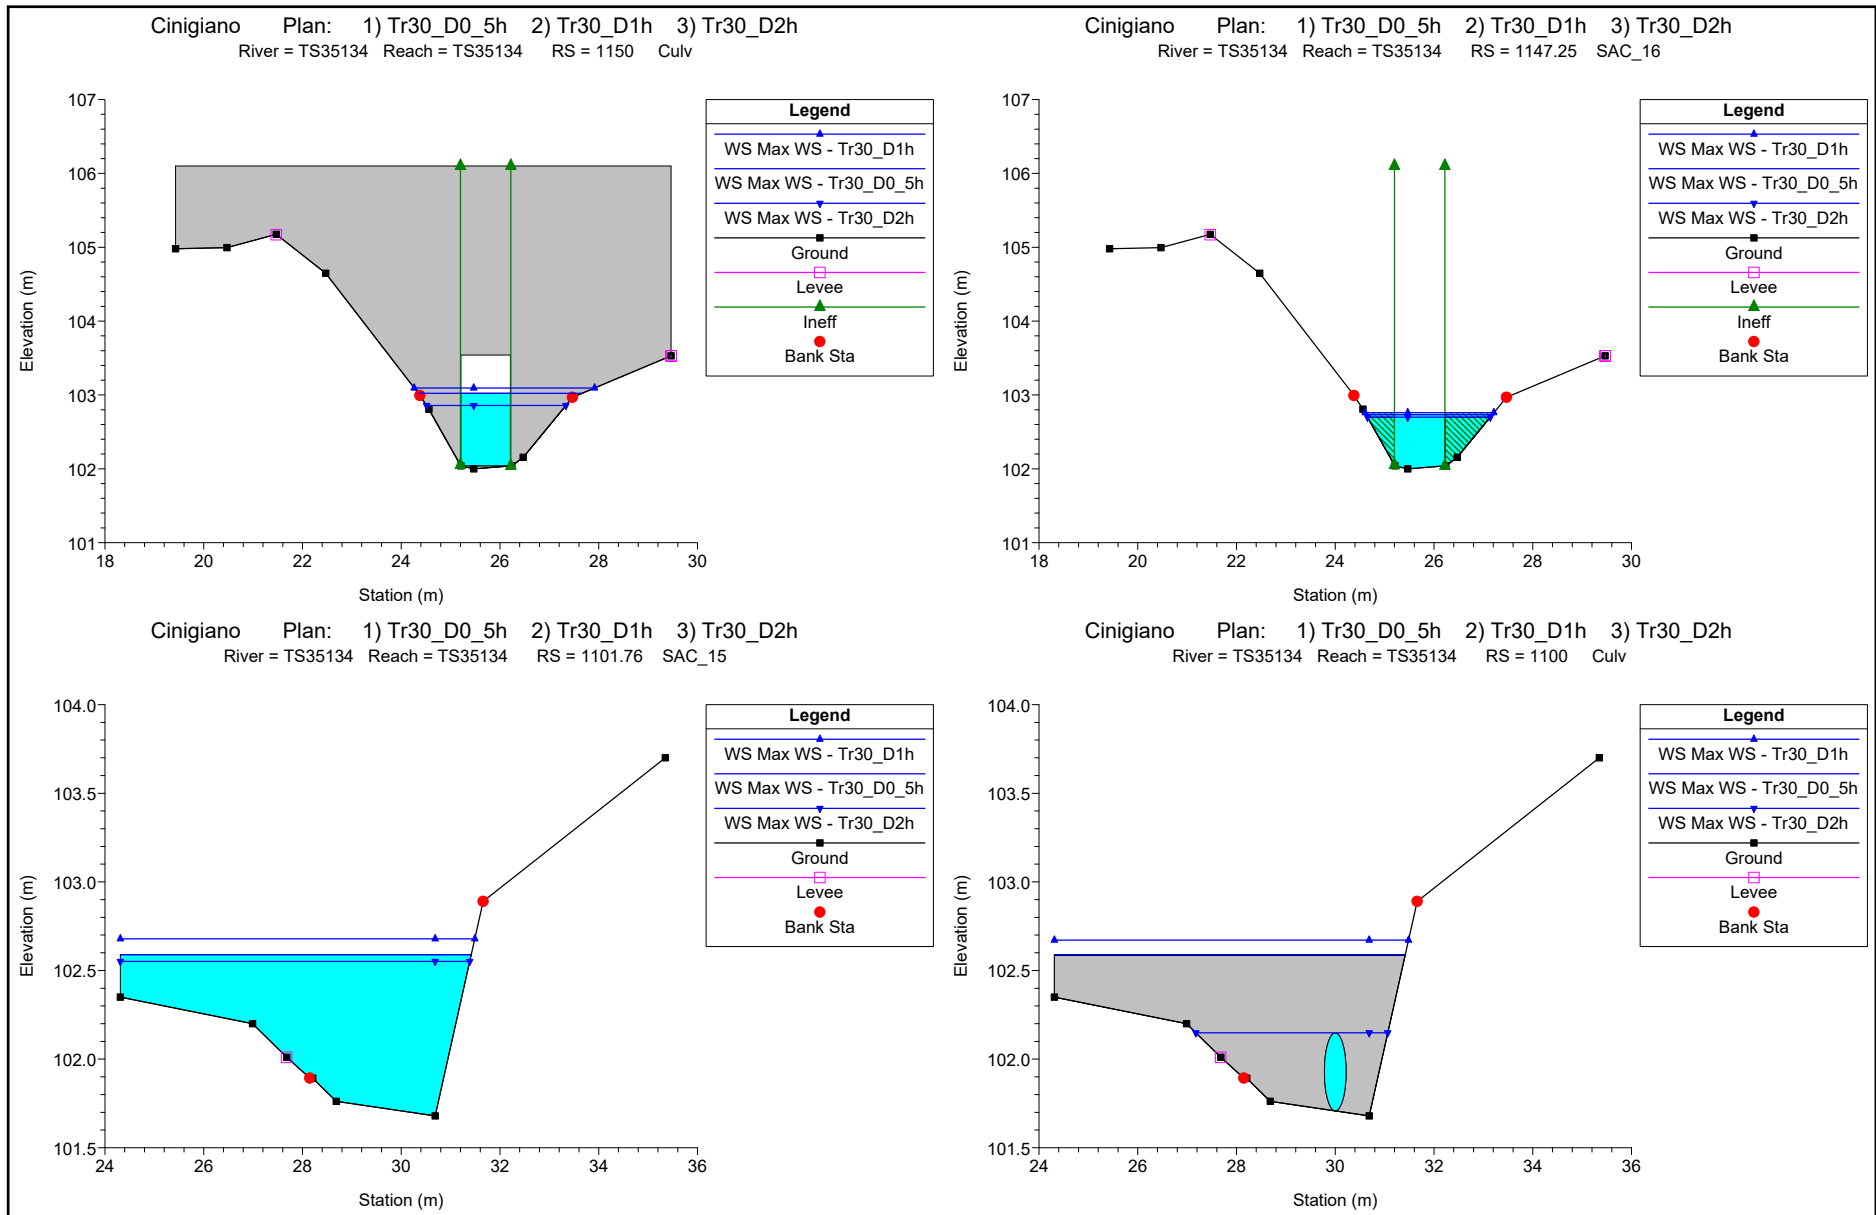 Cinigiano Plan: 1) Tr30_D0_5h 2) Tr30_D1h 3) Tr30_D2h
River = TS35134 Reach = TS35134 RS = 1150 Culv
107
106
105
104
103
102
101
18 20 22 24 26 28 30
Elevation (m)
Station (m)
Legend
WS Max WS - Tr30_D1h
WS Max WS - Tr30_D0_5h
WS Max WS - Tr30_D2h
Ground
Levee
Ineff
Bank Sta
Cinigiano Plan: 1) Tr30_D0_5h 2) Tr30_D1h 3) Tr30_D2h
River = TS35134 Reach = TS35134 RS = 1147.25 SAC_16
107
106
105
104
103
102
101
18 20 22 24 26 28 30
Elevation (m)
Station (m)
Legend
WS Max WS - Tr30_D1h
WS Max WS - Tr30_D0_5h
WS Max WS - Tr30_D2h
Ground
Levee
Ineff
Bank Sta
Cinigiano Plan: 1) Tr30_D0_5h 2) Tr30_D1h 3) Tr30_D2h
River = TS35134 Reach = TS35134 RS = 1101.76 SAC_15
104.0
103.5
103.0
102.5
102.0
101.5
24 26 28 30 32 34 36
Elevation (m)
Station (m)
Legend
WS Max WS - Tr30_D1h
WS Max WS - Tr30_D0_5h
WS Max WS - Tr30_D2h
Ground
Levee
Bank Sta
Cinigiano Plan: 1) Tr30_D0_5h 2) Tr30_D1h 3) Tr30_D2h
River = TS35134 Reach = TS35134 RS = 1100 Culv
104.0
103.5
103.0
102.5
102.0
101.5
24 26 28 30 32 34 36
Elevation (m)
Station (m)
Legend
WS Max WS - Tr30_D1h
WS Max WS - Tr30_D0_5h
WS Max WS - Tr30_D2h
Ground
Levee
Bank Sta